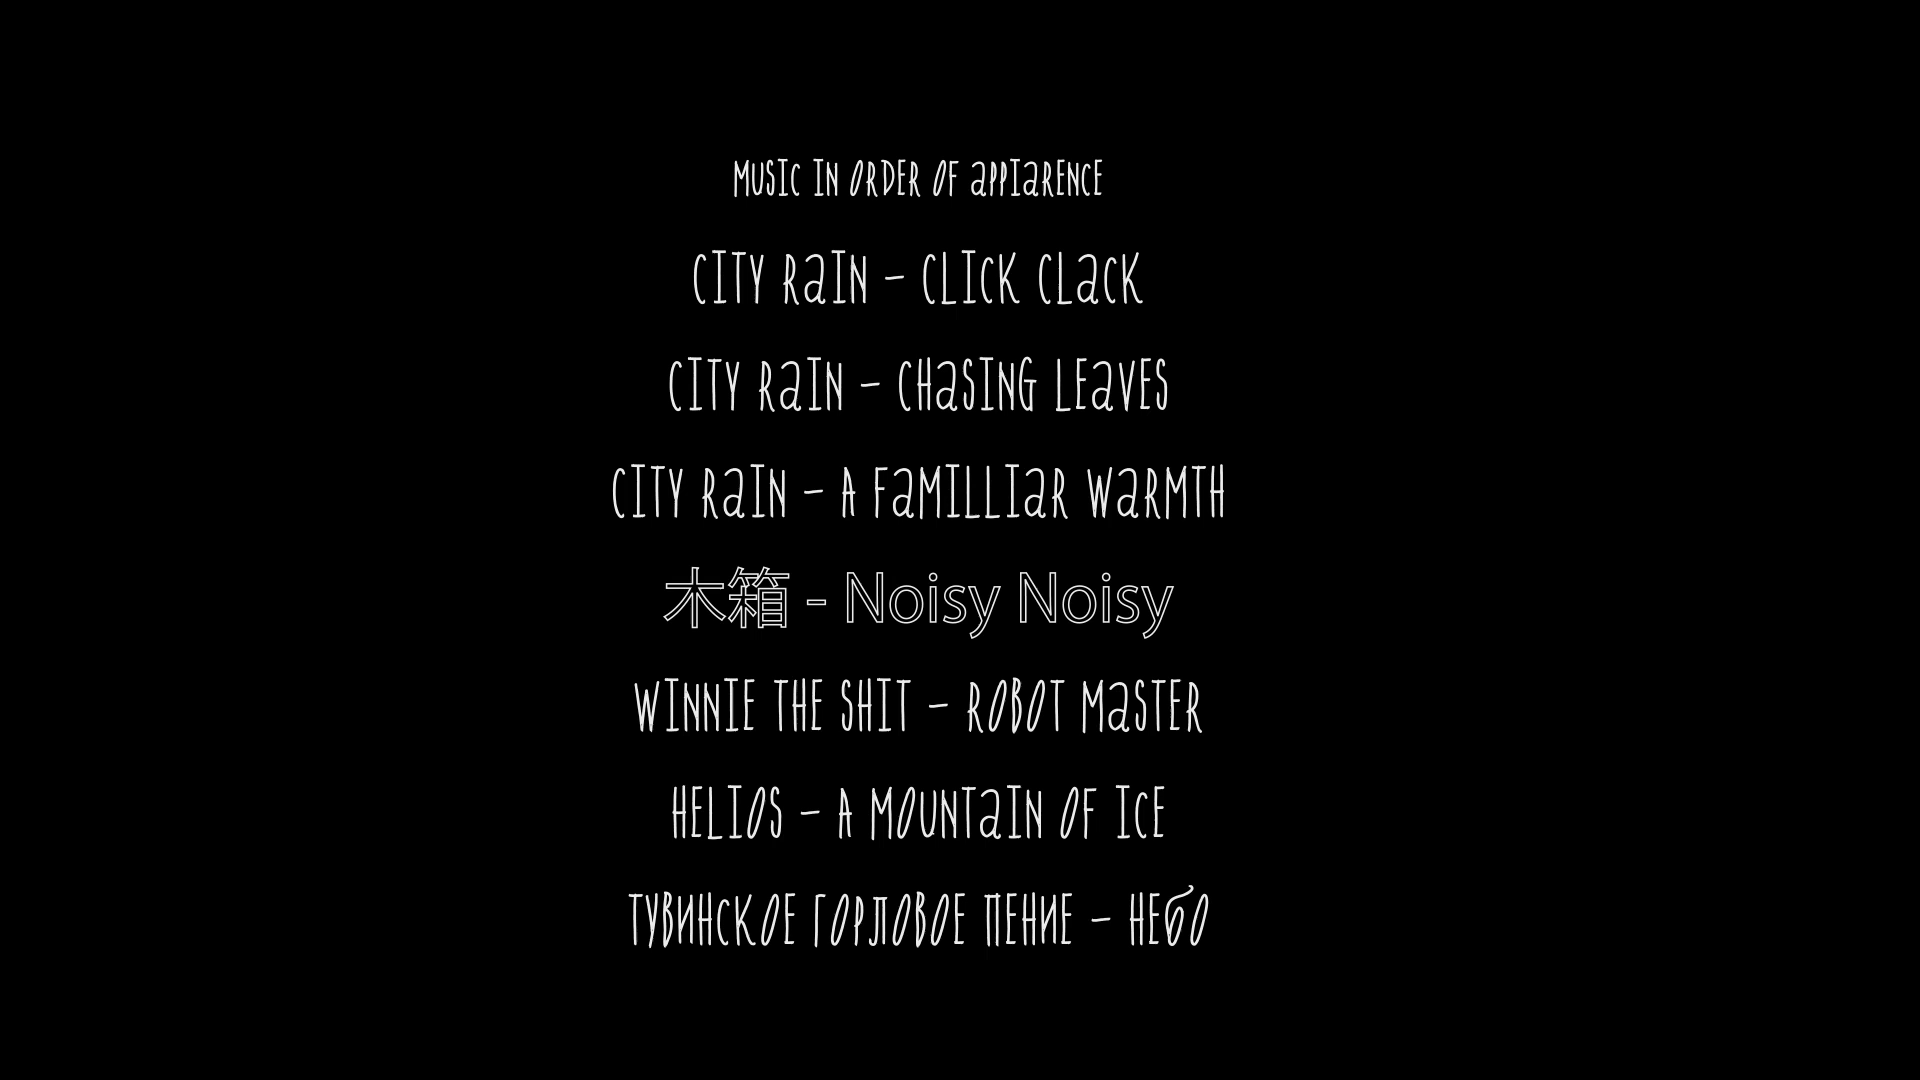 MUSIC IN ORDER OF APPIARENCE
CITY RAIN - CLICK CLACK
CITY RAIN - CHASING LEAVES
CITY RAIN - A FAMILLIAR WARMTH
木箱 - Noisy Noisy
WINNIE THE SHIT - ROBOT MASTER
HELIOS - A MOUNTAIN OF ICE
ТУВИНСКОЕ ГОРЛОВОЕ ПЕНИЕ - НЕБО